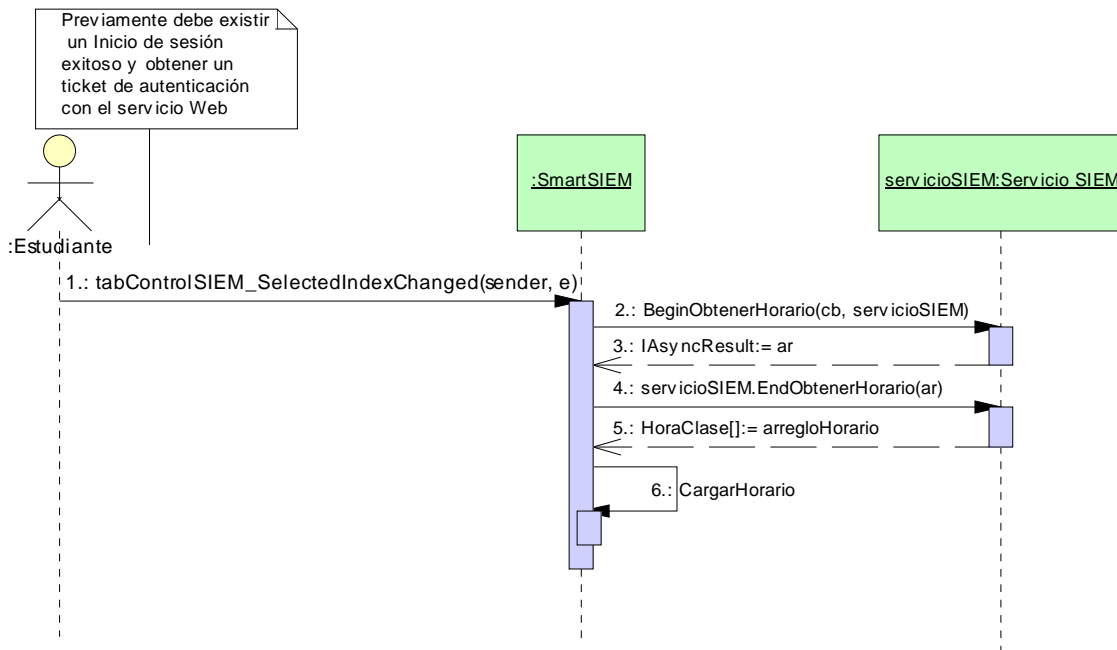 Previamente debe existir
un Inicio de sesión
exitoso y obtener un
ticket de autenticación
con el servicio Web
:SmartSIEM
servicioSIEM:Servicio SIEM
:Estudiante
1.: tabControlSIEM_SelectedIndexChanged(sender, e)
2.: BeginObtenerHorario(cb, servicioSIEM)
3.: IAsyncResult:= ar
4.: servicioSIEM.EndObtenerHorario(ar)
5.: HoraClase[]:= arregloHorario
6.: CargarHorario